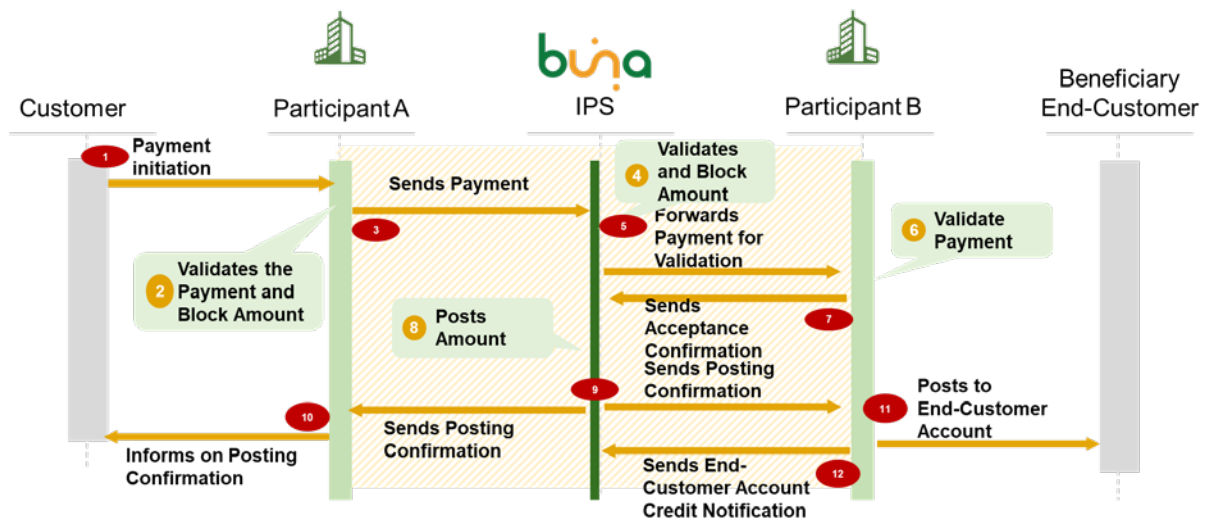 buna
Customer
Participant A
IPS
Participant B
Beneficiary
End-Customer
1
Payment
initiation
Sends Payment
3
4
Validates
and Block
Amount
5
Forwards
Payment for
Validation
6
Validate
Payment
2
Validates the
Payment and
Block Amount
8
Posts
Amount
7
Sends
Acceptance
Confirmation
Sends Posting
Confirmation
9
10
Sends Posting
Confirmation
Informs on Posting
Confirmation
11
Posts to
End-Customer
Account
12
Sends End-
Customer Account
Credit Notification